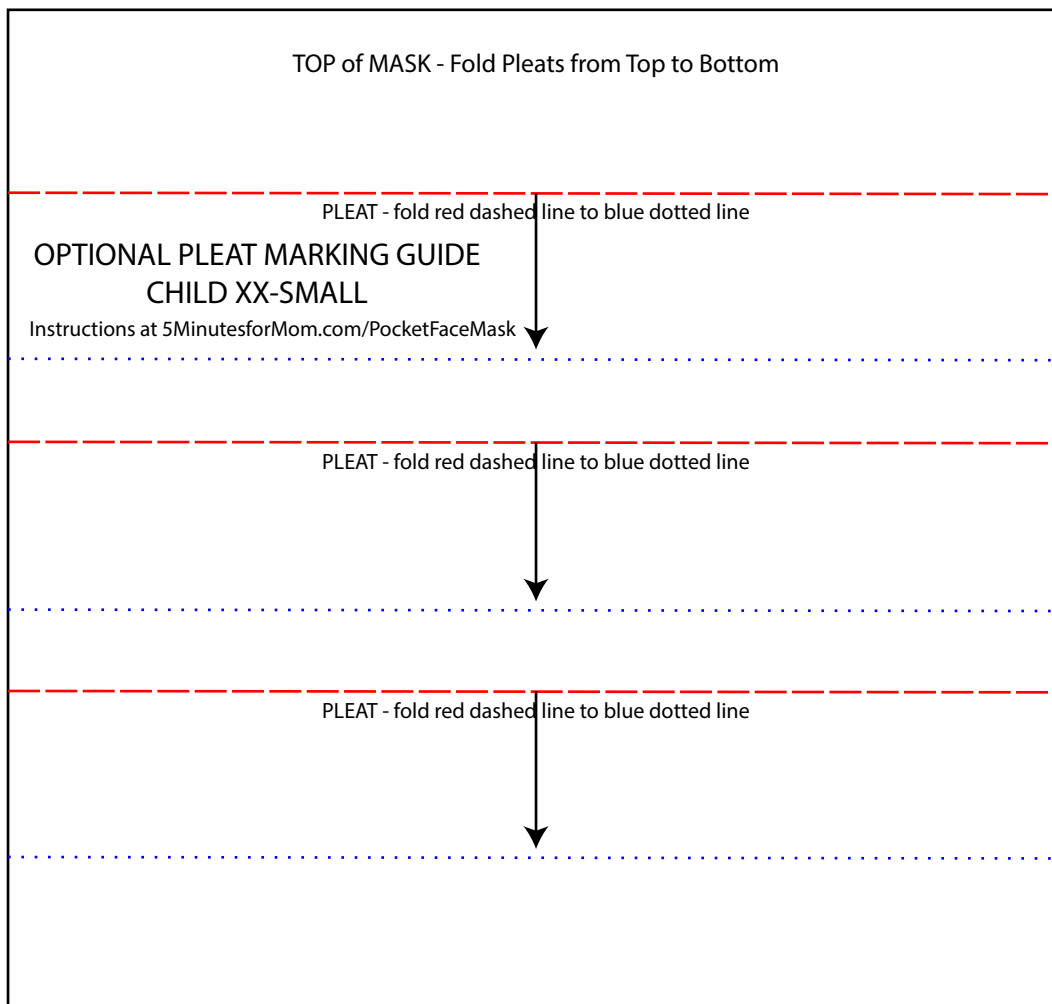 TOP of MASK - Fold Pleats from Top to Bottom
PLEAT - fold red dashed line to blue dotted line
OPTIONAL PLEAT MARKING GUIDE
CHILD XX-SMALL
Instructions at 5MinutesforMom.com/PocketFaceMask
PLEAT - fold red dashed line to blue dotted line
PLEAT - fold red dashed line to blue dotted line